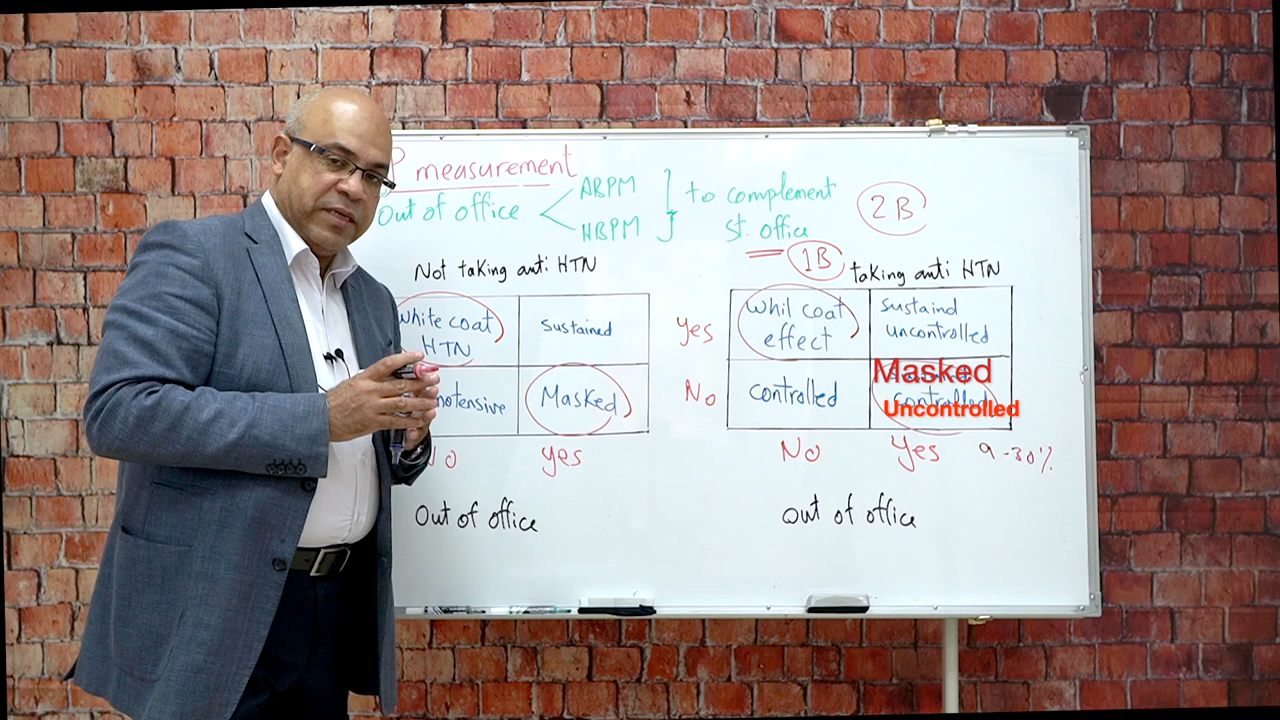 P measurement
Out of office
ABPM
HBPM
to complement
st. office
2B
1B
Not taking anti HTN
taking anti HTN
White coat
HTN
Sustained
notensive
Masked
No
yes
Out of office
yes
No
Whil coat
effect
sustaind
uncontrolled
controlled
Masked
controlled
Uncontrolled
No
Yes
9-30%
Out of office